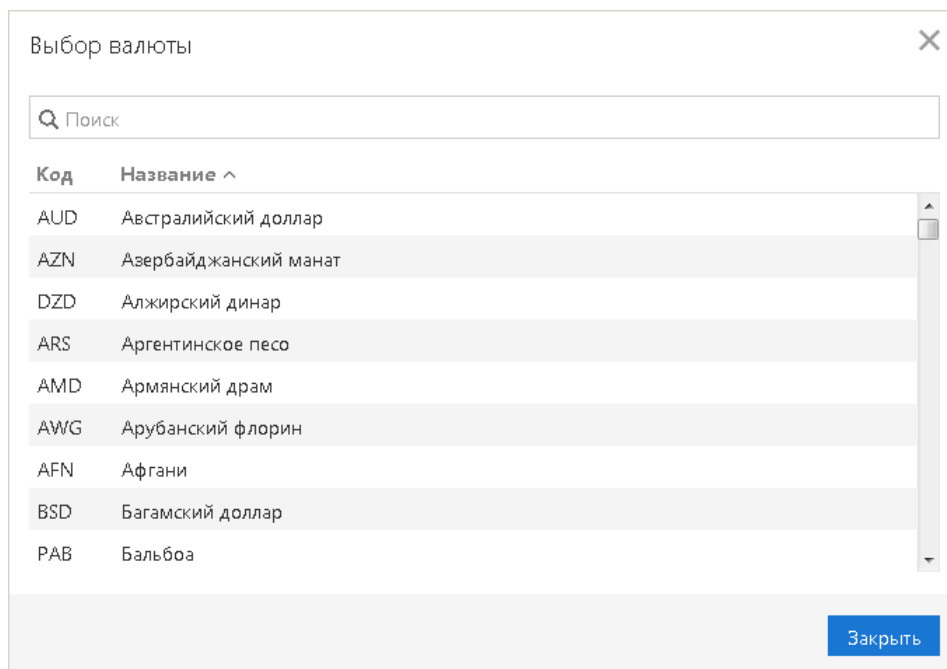 Выбор валюты
Поиск
Код Название
AUD Австралийский доллар
AZN Азербайджанский манат
DZD Алжирский динар
ARS Аргентинское песо
AMD Армянский драм
AWG Арубанский флорин
AFN Афгани
BSD Багамский доллар
PAB Бальбоа
Закрыть